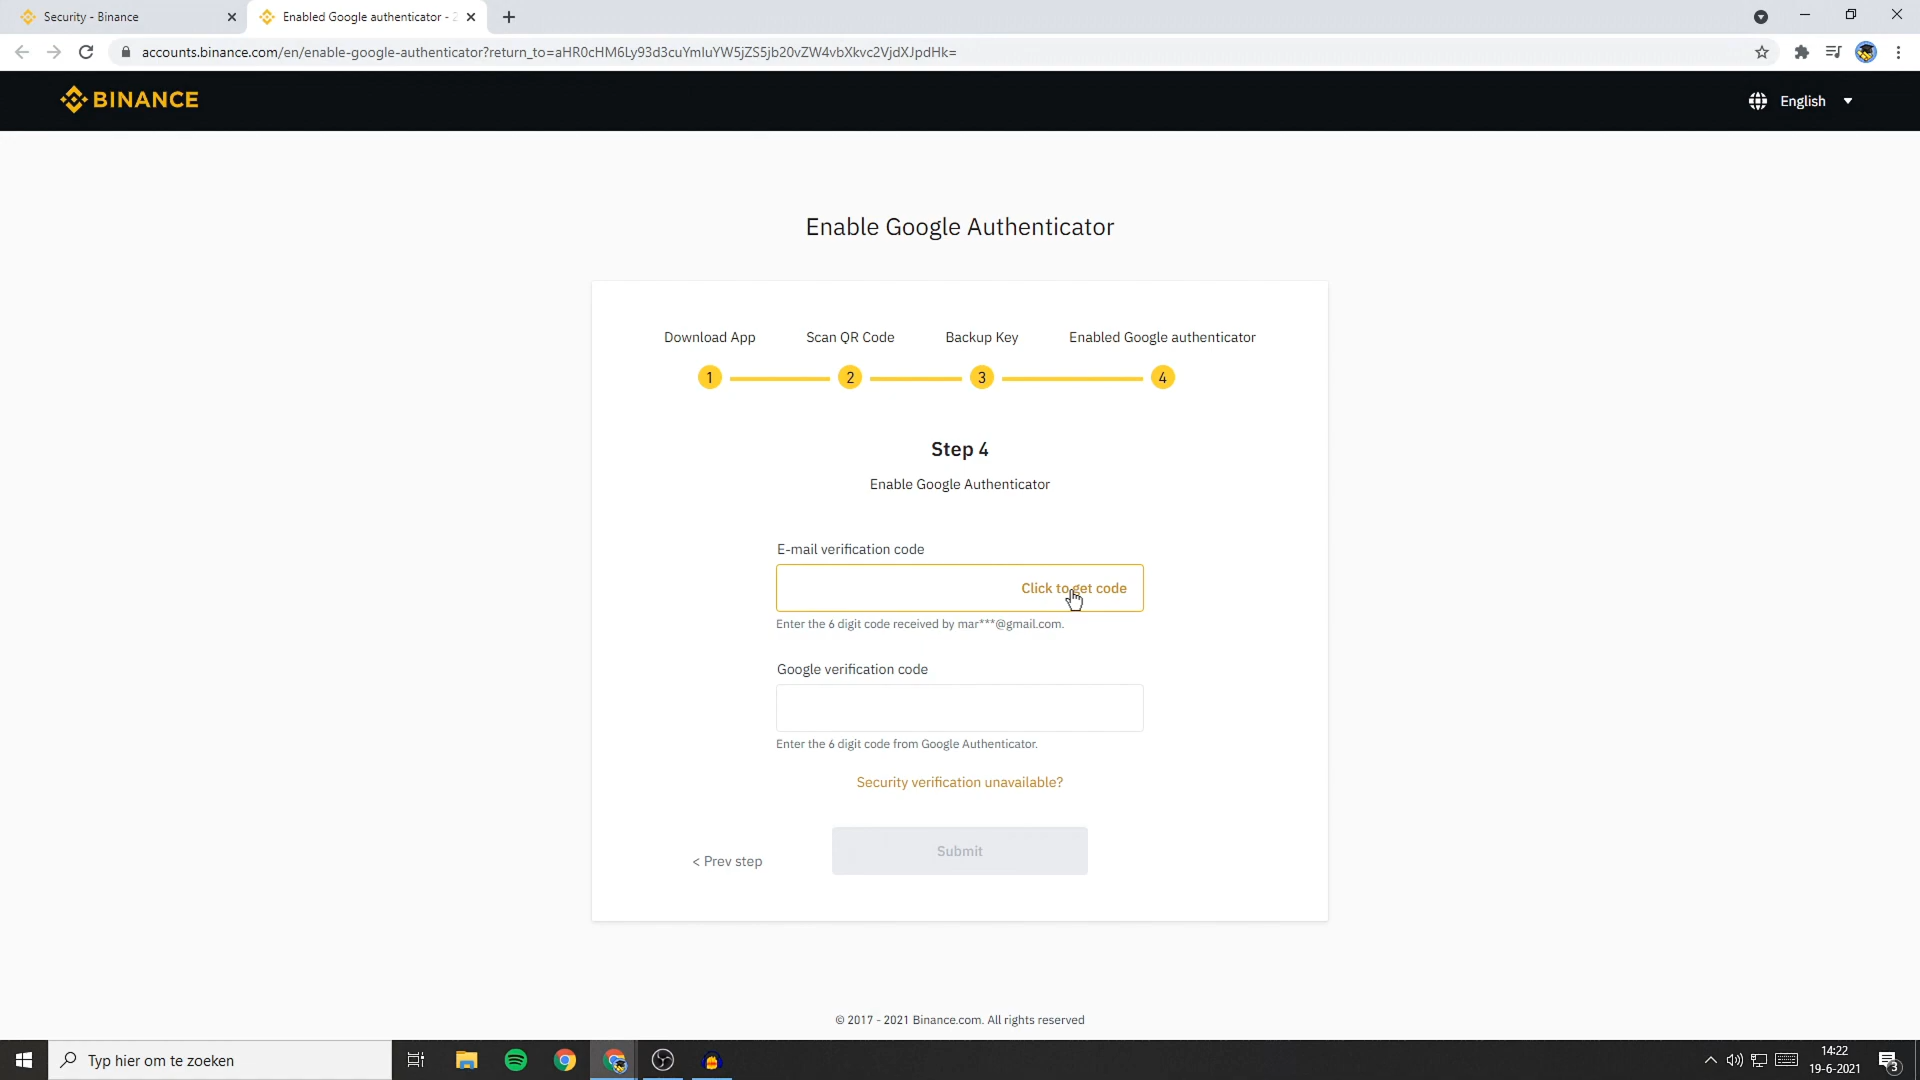 Security - Binance
Enabled Google authenticator - 2
accounts.binance.com/en/enable-google-authenticator?return_to=aHR0cHM6Ly93d3cuYmluYW5jZS5jb20vZW4vbXkvc2VjdXJpdHk=
BINANCE
English
Enable Google Authenticator
Download App
Scan QR Code
Backup Key
Enabled Google authenticator
1
2
3
4
Step 4
Enable Google Authenticator
E-mail verification code
Click to get code
Enter the 6 digit code received by mar***@gmail.com.
Google verification code
Enter the 6 digit code from Google Authenticator.
Security verification unavailable?
< Prev step
Submit
© 2017 - 2021 Binance.com. All rights reserved
Typ hier om te zoeken
14:22
19-6-2021
3